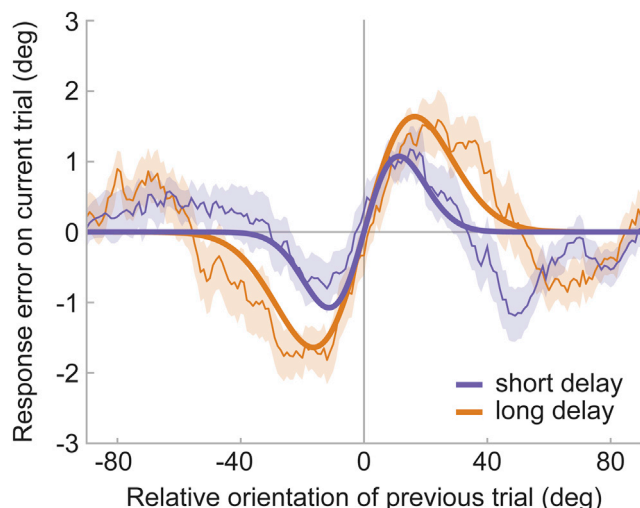 Response error on current trial (deg)
3
2
1
0
-1
-2
-3
short delay
long delay
-80 -40 0 40 80
Relative orientation of previous trial (deg)